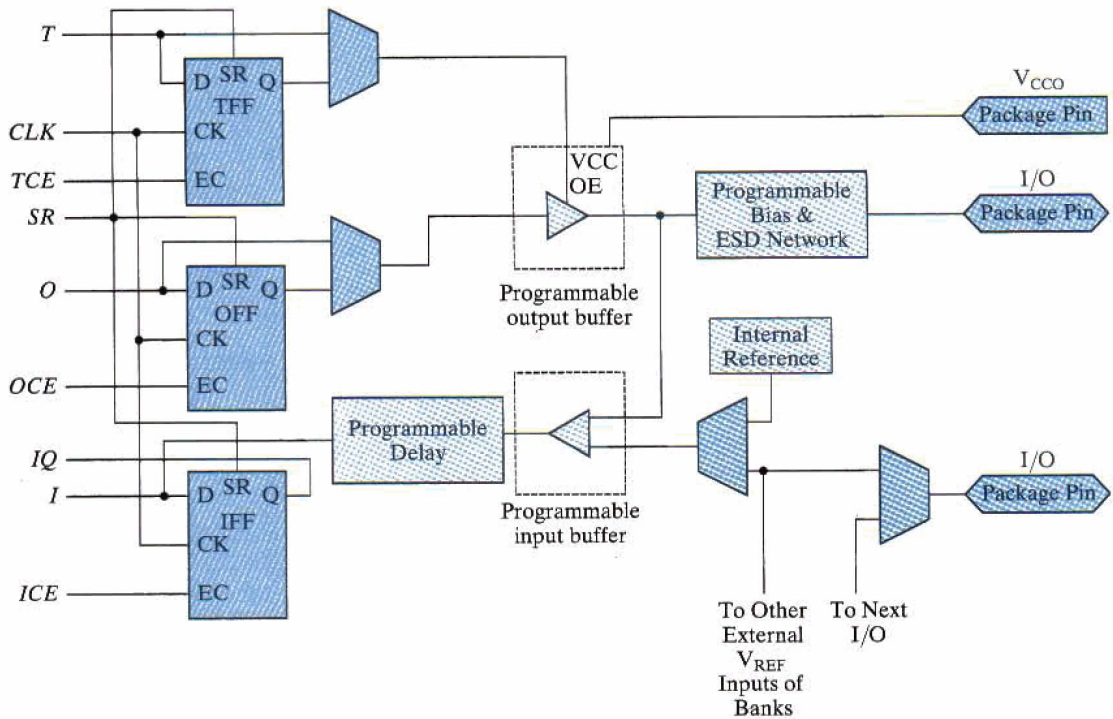 T
D SR Q
TFF
CK
EC
CLK
TCE
SR
O
D SR Q
OFF
CK
EC
OCE
IQ
I
D SR Q
IFF
CK
EC
ICE
VCC
OE
Programmable
output buffer
Programmable
Bias &
ESD Network
V_CCO
Package Pin
I/O
Package Pin
Internal
Reference
Programmable
Delay
Programmable
input buffer
I/O
Package Pin
To Other
External
V_REF
Inputs of
Banks
To Next
I/O